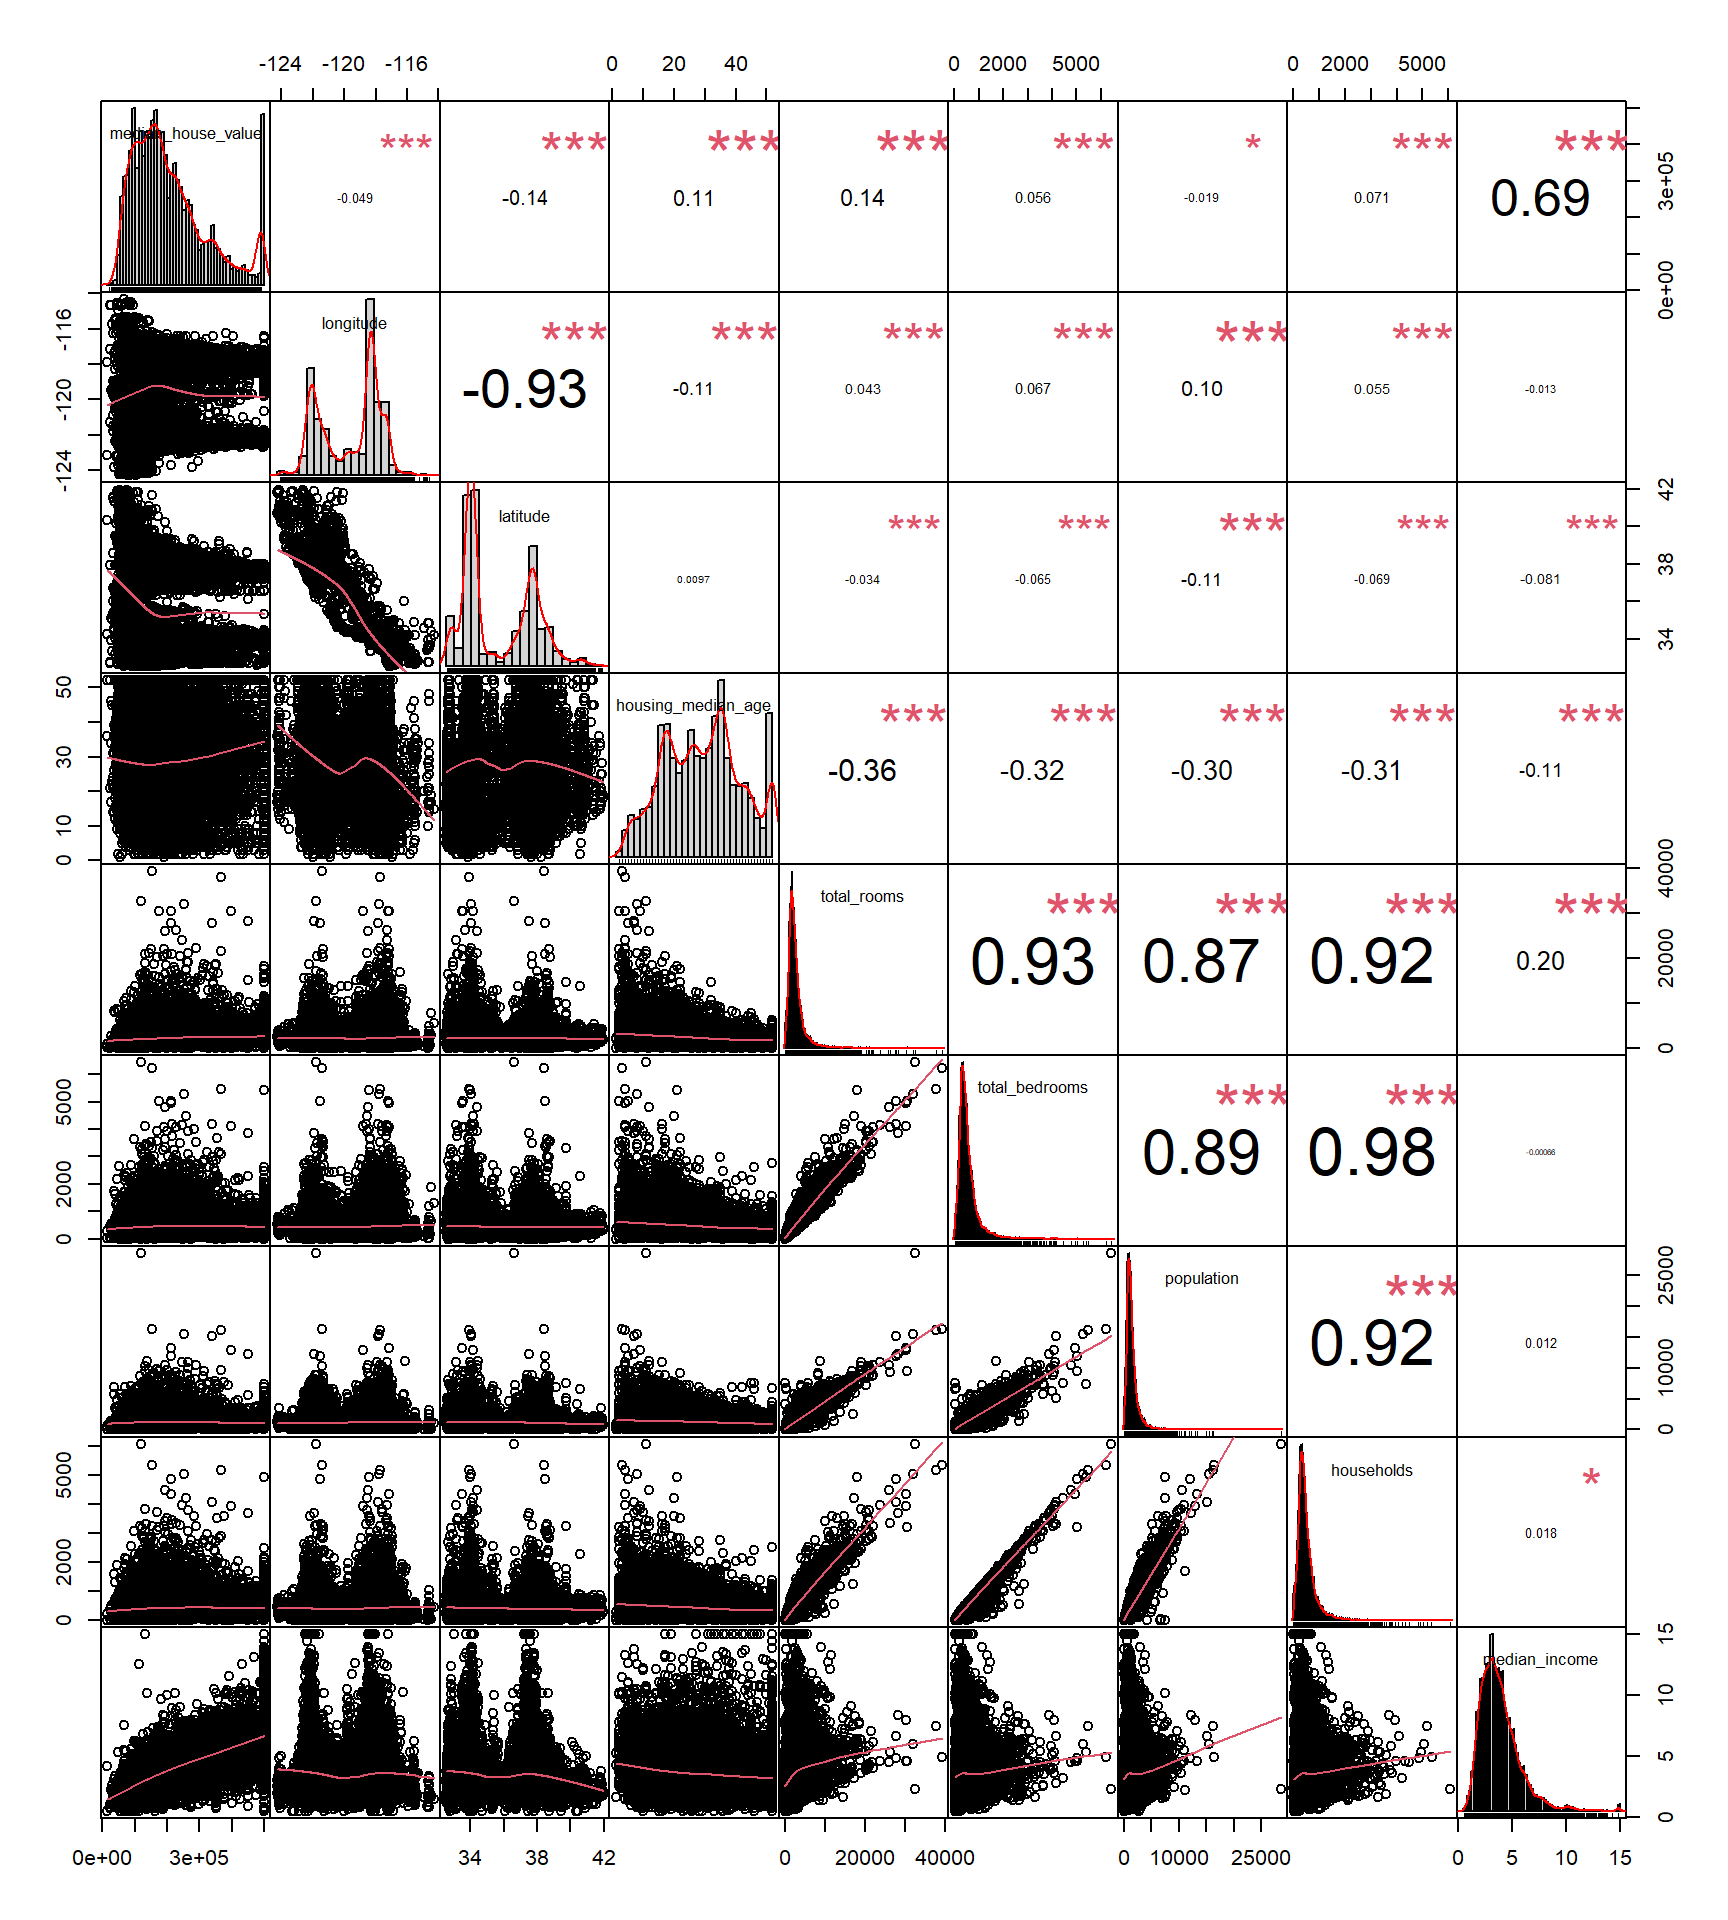 -124 -120 -116 0 20 40 0 2000 5000 0 2000 5000
median_house_value *** *** *** *** *** * *** ***
-0.049 -0.14 0.11 0.14 0.056 -0.019 0.071 0.69
0e+00 3e+05
longitude *** *** *** *** *** ***
-0.93 -0.11 0.043 0.067 0.10 0.055 -0.013
-124 -120 -116
latitude *** *** *** *** ***
0.0097 -0.034 -0.065 -0.11 -0.069 -0.081
34 38 42
housing_median_age *** *** *** *** ***
-0.36 -0.32 -0.30 -0.31 -0.11
0 10 30 50
total_rooms *** *** *** ***
0.93 0.87 0.92 0.20
0 20000 40000
total_bedrooms *** ***
0.89 0.98 -0.00066
0 2000 5000
population ***
0.92 0.012
0 10000 25000
households *
0.018
0 2000 5000
median_income
0 5 10 15
0e+00 3e+05 34 38 42 0 20000 40000 0 10000 25000 0 5 10 15